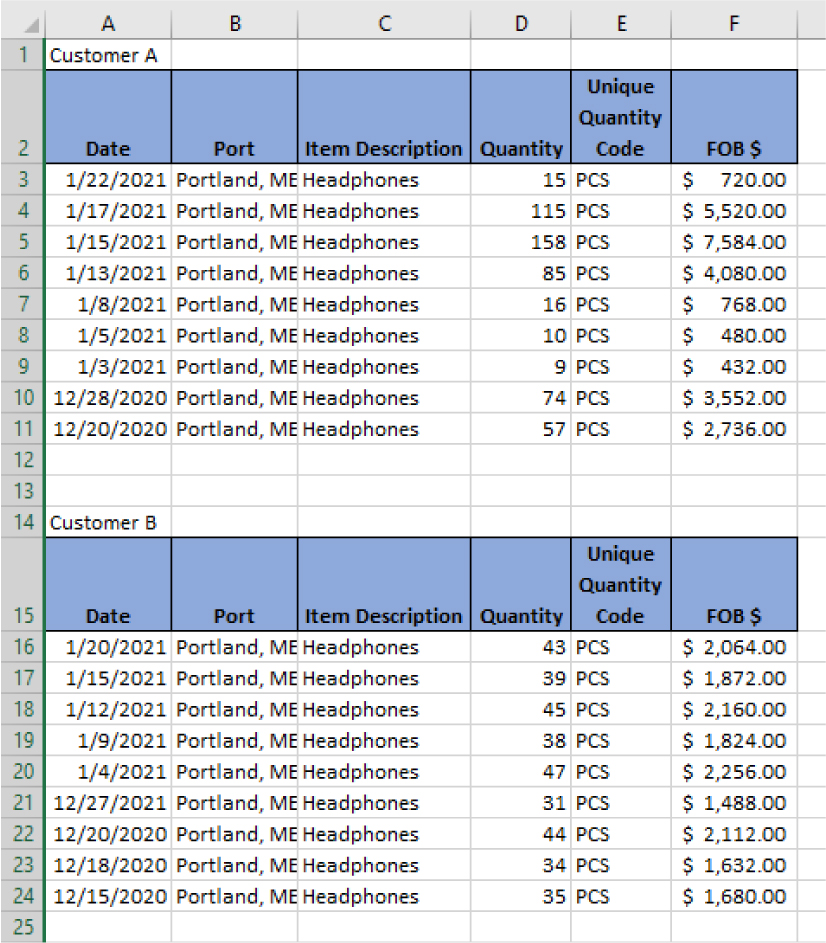 A B C D E F
1 Customer A
Unique
Quantity
2 Date Port Item Description Quantity Code FOB $
3 1/22/2021 Portland, ME Headphones 15 PCS $ 720.00
4 1/17/2021 Portland, ME Headphones 115 PCS $ 5,520.00
5 1/15/2021 Portland, ME Headphones 158 PCS $ 7,584.00
6 1/13/2021 Portland, ME Headphones 85 PCS $ 4,080.00
7 1/8/2021 Portland, ME Headphones 16 PCS $ 768.00
8 1/5/2021 Portland, ME Headphones 10 PCS $ 480.00
9 1/3/2021 Portland, ME Headphones 9 PCS $ 432.00
10 12/28/2020 Portland, ME Headphones 74 PCS $ 3,552.00
11 12/20/2020 Portland, ME Headphones 57 PCS $ 2,736.00
12
13
14 Customer B
Unique
Quantity
15 Date Port Item Description Quantity Code FOB $
16 1/20/2021 Portland, ME Headphones 43 PCS $ 2,064.00
17 1/15/2021 Portland, ME Headphones 39 PCS $ 1,872.00
18 1/12/2021 Portland, ME Headphones 45 PCS $ 2,160.00
19 1/9/2021 Portland, ME Headphones 38 PCS $ 1,824.00
20 1/4/2021 Portland, ME Headphones 47 PCS $ 2,256.00
21 12/27/2021 Portland, ME Headphones 31 PCS $ 1,488.00
22 12/20/2020 Portland, ME Headphones 44 PCS $ 2,112.00
23 12/18/2020 Portland, ME Headphones 34 PCS $ 1,632.00
24 12/15/2020 Portland, ME Headphones 35 PCS $ 1,680.00
25